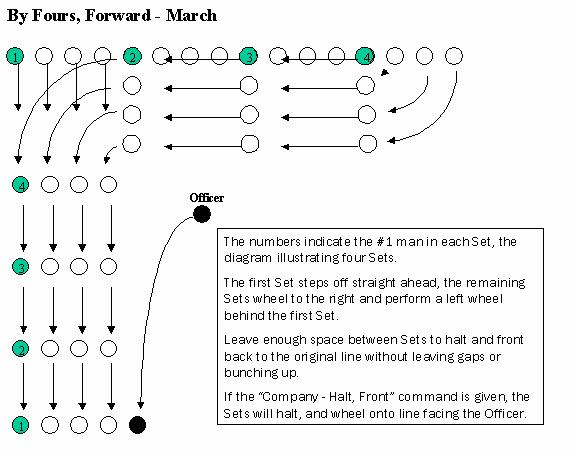 By Fours, Forward - March
1 2 3 4
4
Officer
The numbers indicate the #1 man in each Set, the
diagram illustrating four Sets.
The first Set steps off straight ahead, the remaining
Sets wheel to the right and perform a left wheel
behind the first Set.
3
Leave enough space between Sets to halt and front
back to the original line without leaving gaps or
bunching up.
2
If the “Company - Halt, Front” command is given, the
Sets will halt, and wheel onto line facing the Officer.
1